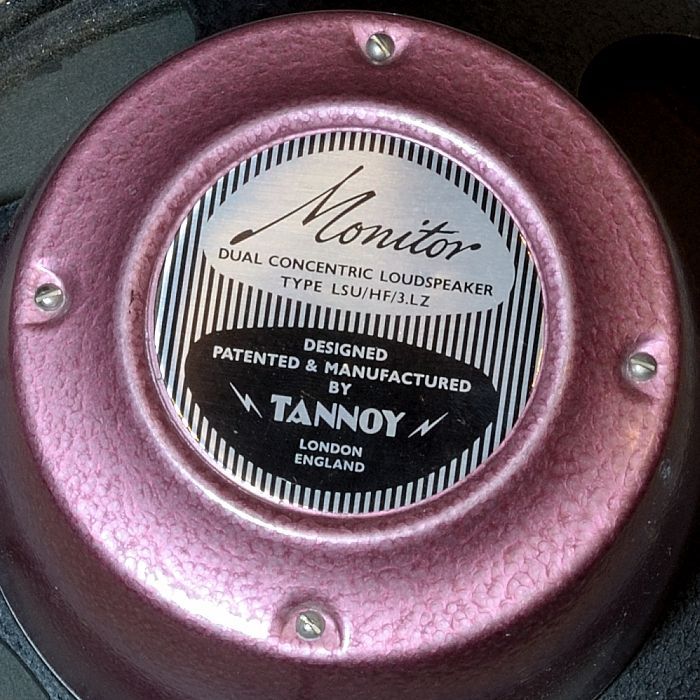 Monitor
DUAL CONCENTRIC LOUDSPEAKER
TYPE LSU/HF/3.LZ
DESIGNED
PATENTED & MANUFACTURED
BY
TANNOY
LONDON
ENGLAND